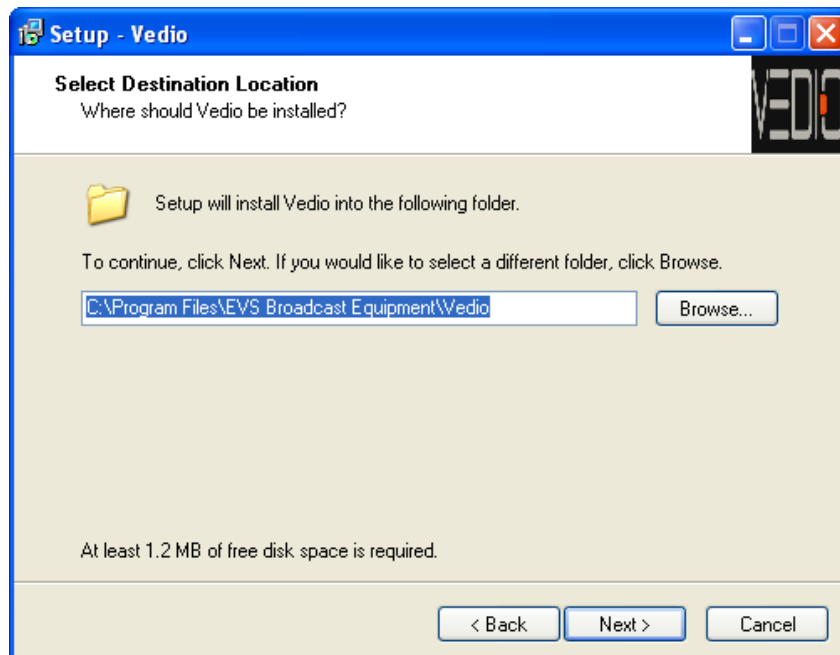 Setup - Vedio
Select Destination Location
Where should Vedio be installed?
VEDIO
Setup will install Vedio into the following folder.
To continue, click Next. If you would like to select a different folder, click Browse.
C:\Program Files\EVS Broadcast Equipment\Vedio
Browse...
At least 1.2 MB of free disk space is required.
< Back
Next >
Cancel